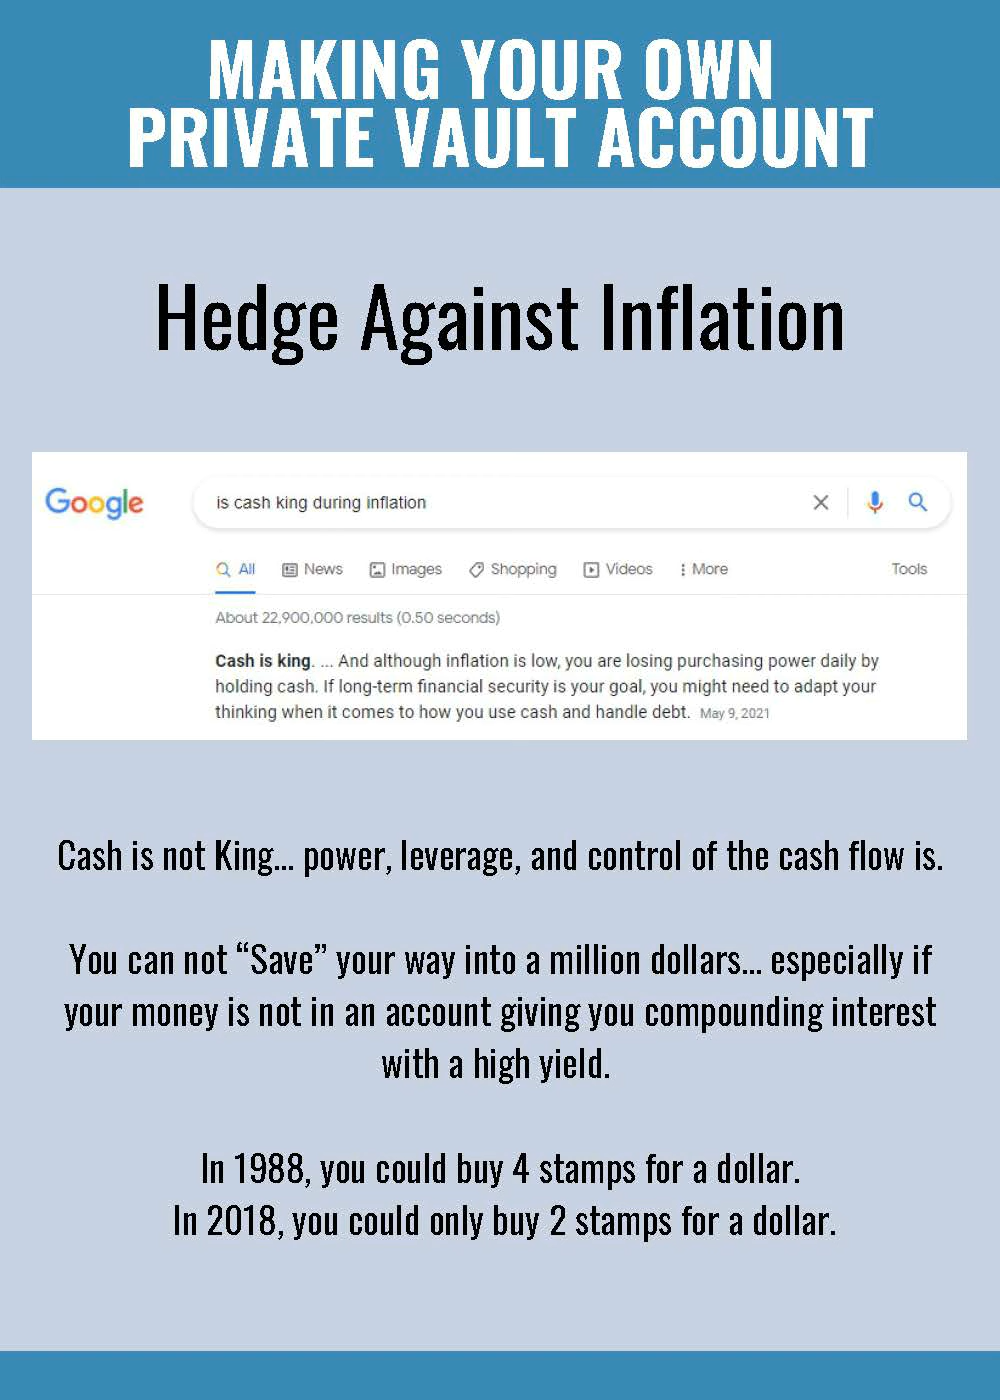 MAKING YOUR OWN
PRIVATE VAULT ACCOUNT
Hedge Against Inflation
Google
is cash king during inflation
All News Images Shopping Videos More Tools
About 22,900,000 results (0.50 seconds)
Cash is king. ... And although inflation is low, you are losing purchasing power daily by
holding cash. If long-term financial security is your goal, you might need to adapt your
thinking when it comes to how you use cash and handle debt. May 9, 2021
Cash is not King... power, leverage, and control of the cash flow is.
You can not “Save” your way into a million dollars... especially if
your money is not in an account giving you compounding interest
with a high yield.
In 1988, you could buy 4 stamps for a dollar.
In 2018, you could only buy 2 stamps for a dollar.